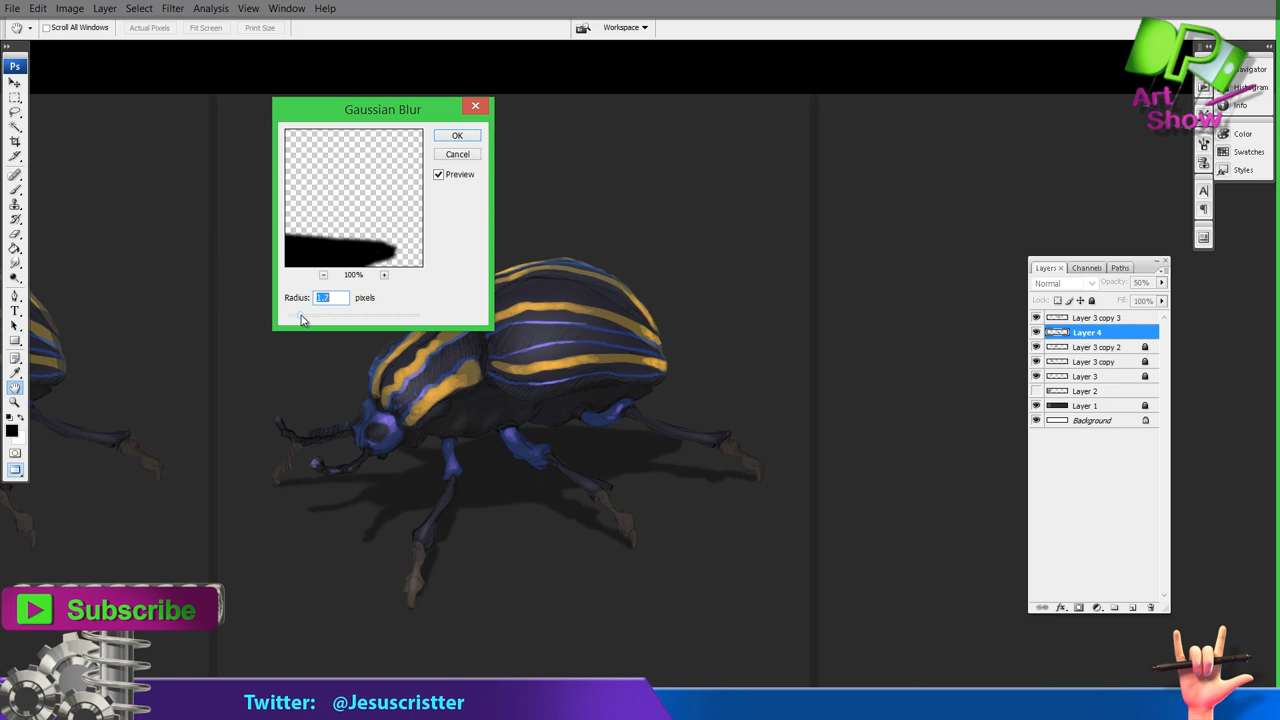 File Edit Image Layer Select Filter Analysis View Window Help
Scroll All Windows Actual Pixels Fit Screen Print Size Workspace
Ps
Art
Show
Navigator
Histogram
Info
Color
Swatches
Styles
Gaussian Blur
OK
Cancel
Preview
100%
Radius: 1.7 pixels
Layers Channels Paths
Normal Opacity: 50%
Lock: Fill: 100%
Layer 3 copy 3
Layer 4
Layer 3 copy 2
Layer 3 copy
Layer 3
Layer 2
Layer 1
Background
Subscribe
Twitter: @Jesuscristter